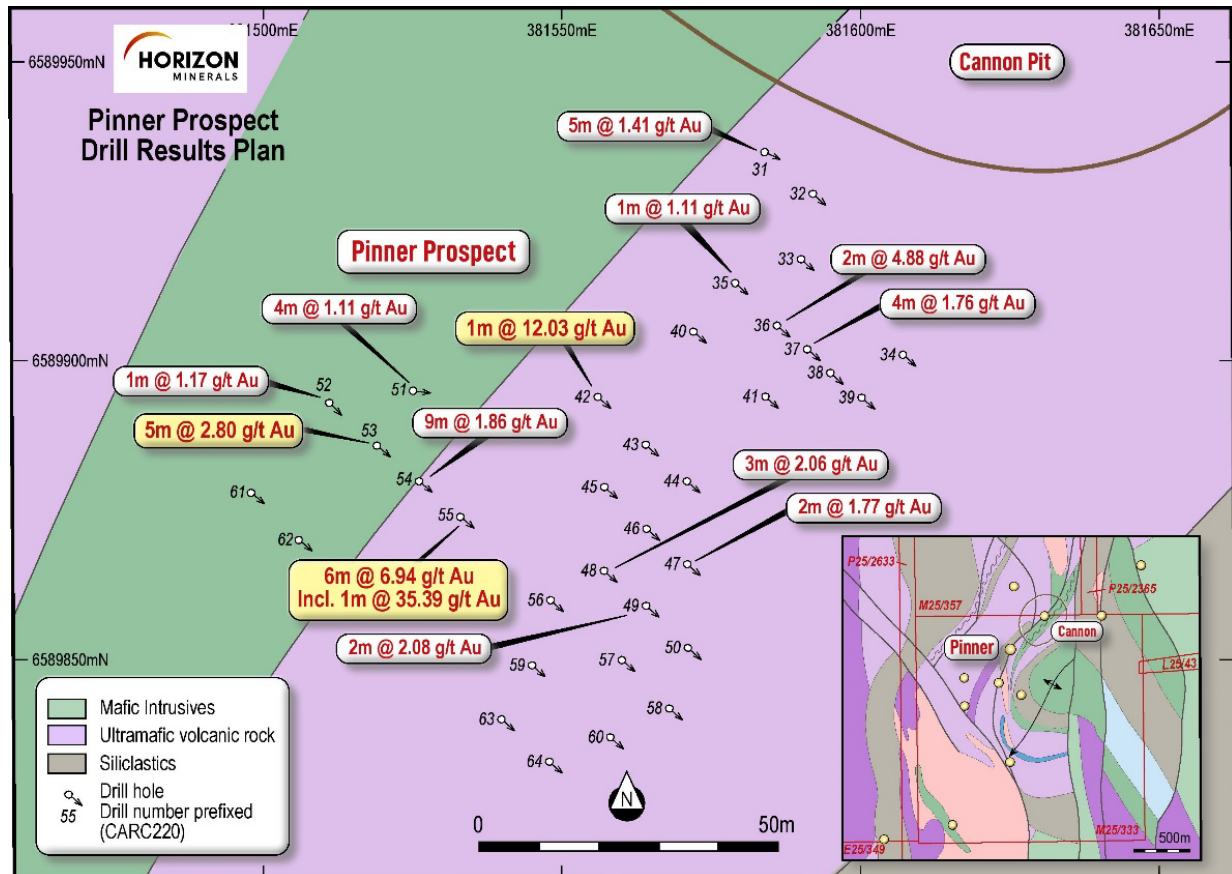 381500mE
381550mE
381600mE
381650mE
6589950mN
HORIZON
MINERALS
Pinner Prospect
Drill Results Plan
Cannon Pit
5m @ 1.41 g/t Au
31
32
1m @ 1.11 g/t Au
33
Pinner Prospect
2m @ 4.88 g/t Au
35
4m @ 1.11 g/t Au
4m @ 1.76 g/t Au
1m @ 12.03 g/t Au
36
40
37
34
6589900mN
38
1m @ 1.17 g/t Au
52
51
42
41
39
9m @ 1.86 g/t Au
5m @ 2.80 g/t Au
53
43
3m @ 2.06 g/t Au
54
44
61
45
2m @ 1.77 g/t Au
55
46
62
48
47
6m @ 6.94 g/t Au
Incl. 1m @ 35.39 g/t Au
56
49
2m @ 2.08 g/t Au
50
6589850mN
59
57
58
63
60
64
N
0
50m
Mafic Intrusives
Ultramafic volcanic rock
Siliclastics
Drill hole
55
Drill number prefixed
(CARC220)
P25/2633
P25/2365
M25/357
Pinner
Cannon
L25/43
M25/333
E25/349
500m